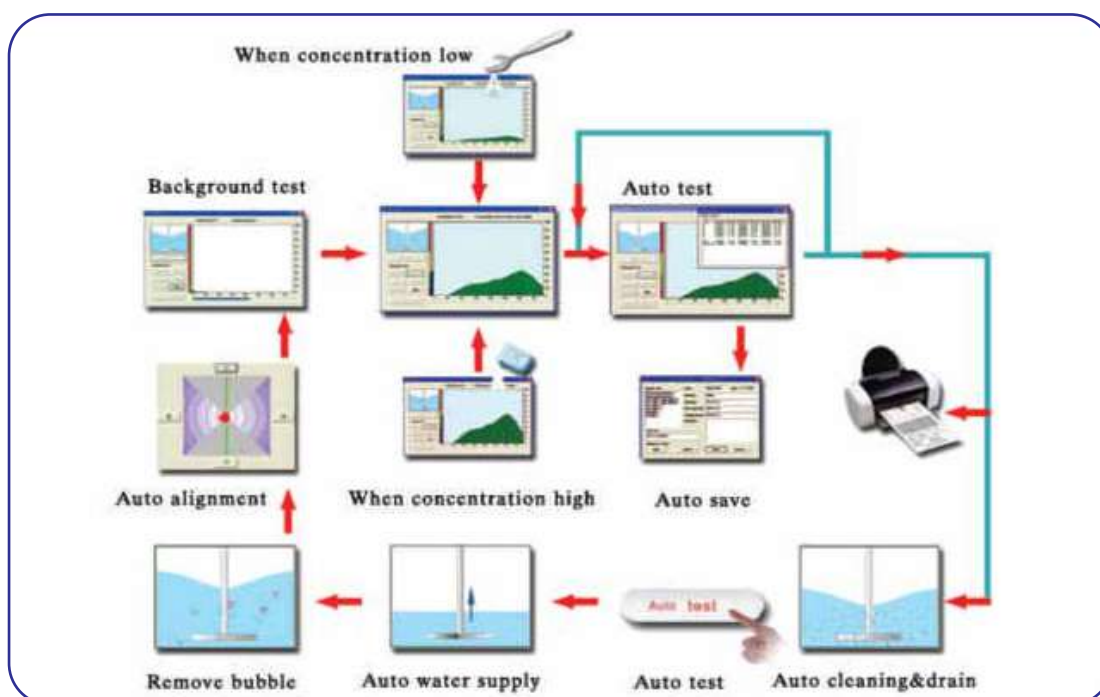 When concentration low
Background test
Auto test
Auto alignment
When concentration high
Auto save
Auto test
Remove bubble
Auto water supply
Auto test
Auto cleaning&drain